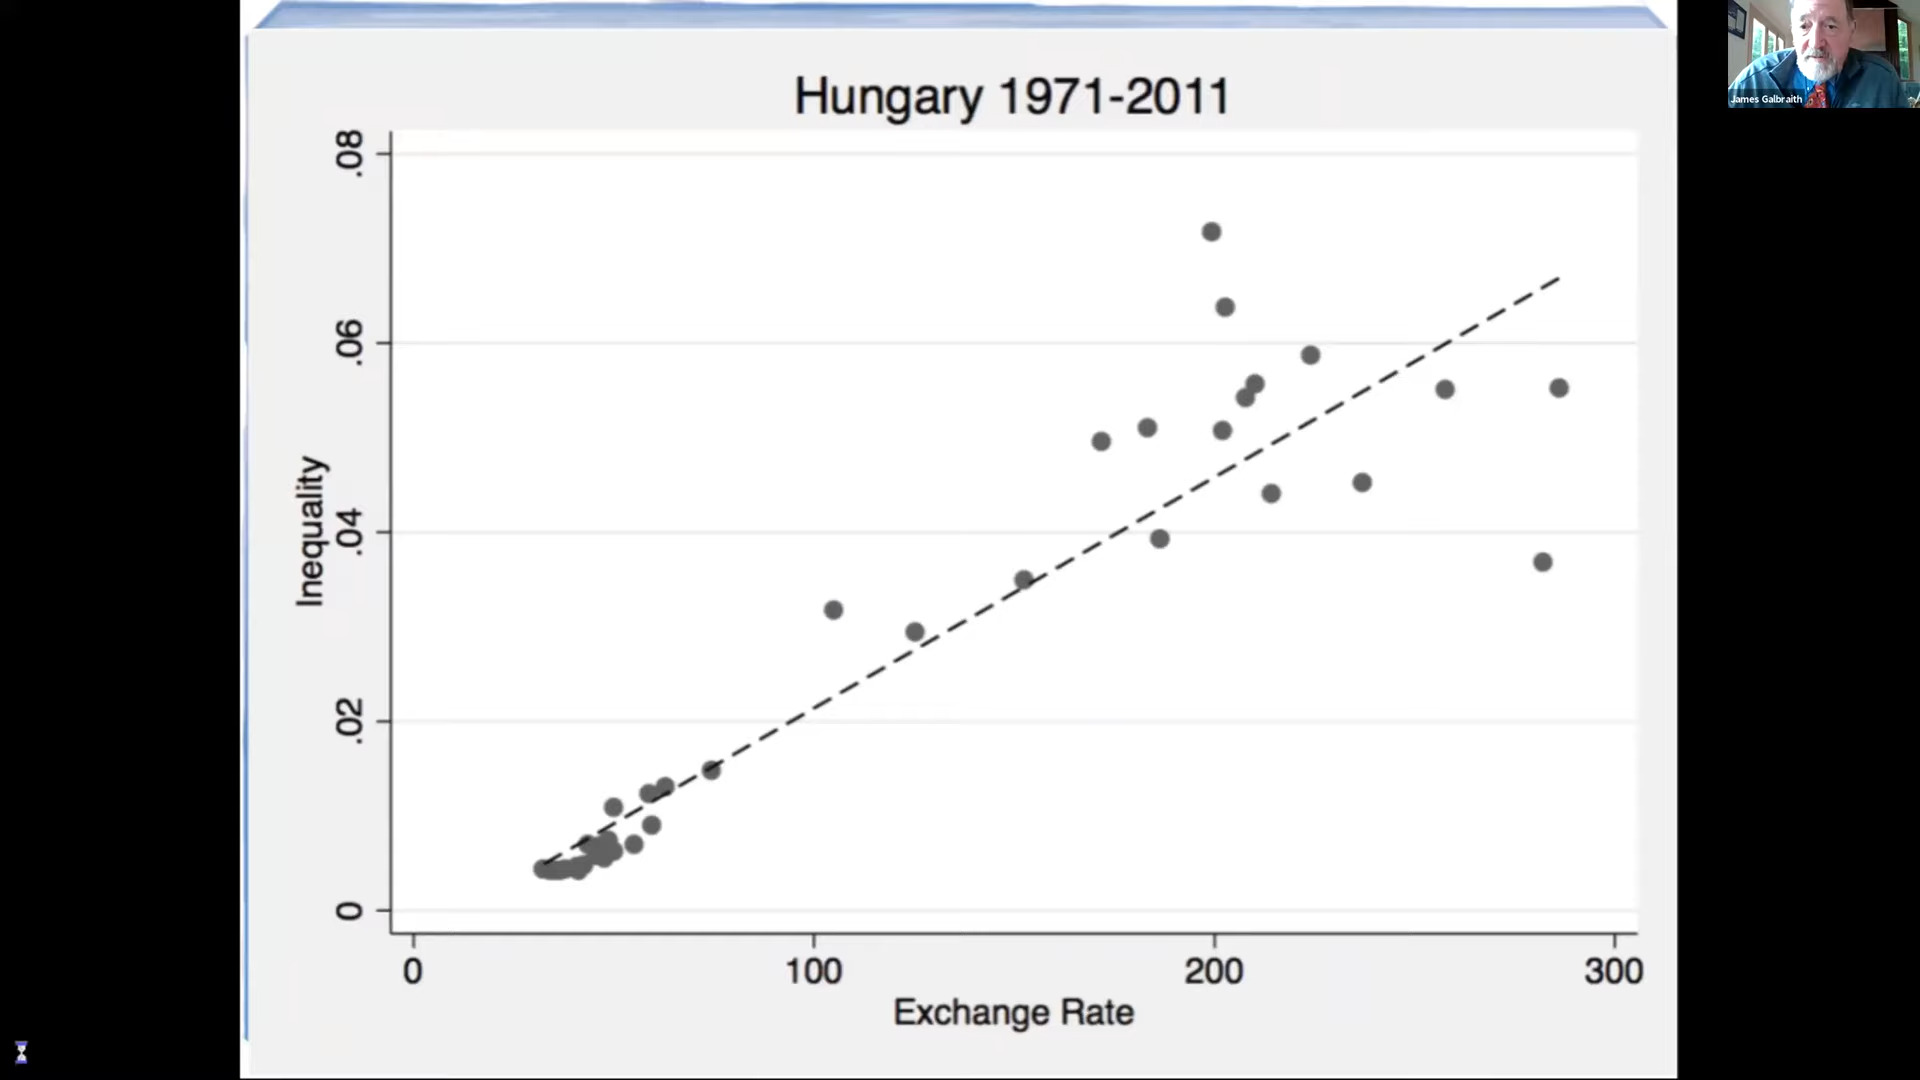 Hungary 1971-2011
James Galbraith
.08
.06
.04
.02
0
Inequality
0 100 200 300
Exchange Rate